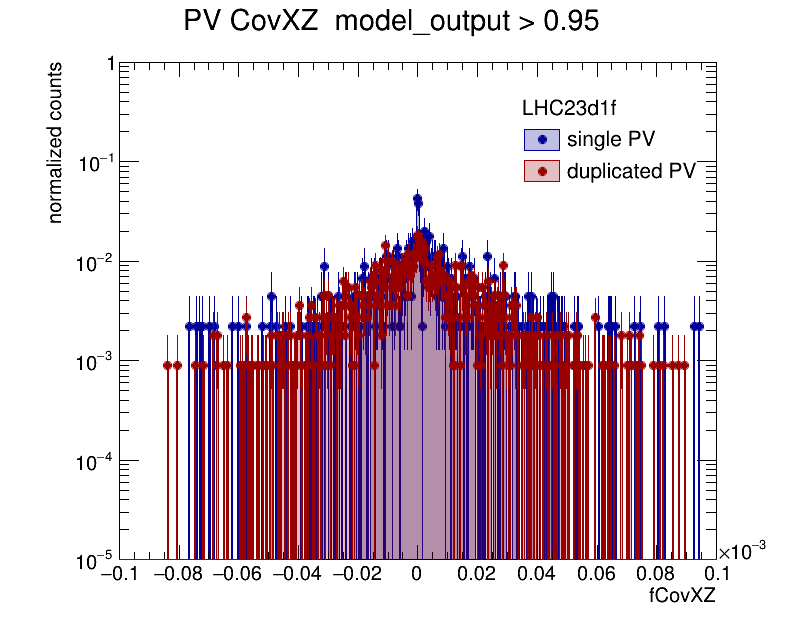 PV CovXZ  model_output > 0.95
normalized counts
1
10⁻¹
10⁻²
10⁻³
10⁻⁴
10⁻⁵
LHC23d1f
single PV
duplicated PV
−0.1 −0.08 −0.06 −0.04 −0.02 0 0.02 0.04 0.06 0.08 0.1
×10⁻³
fCovXZ